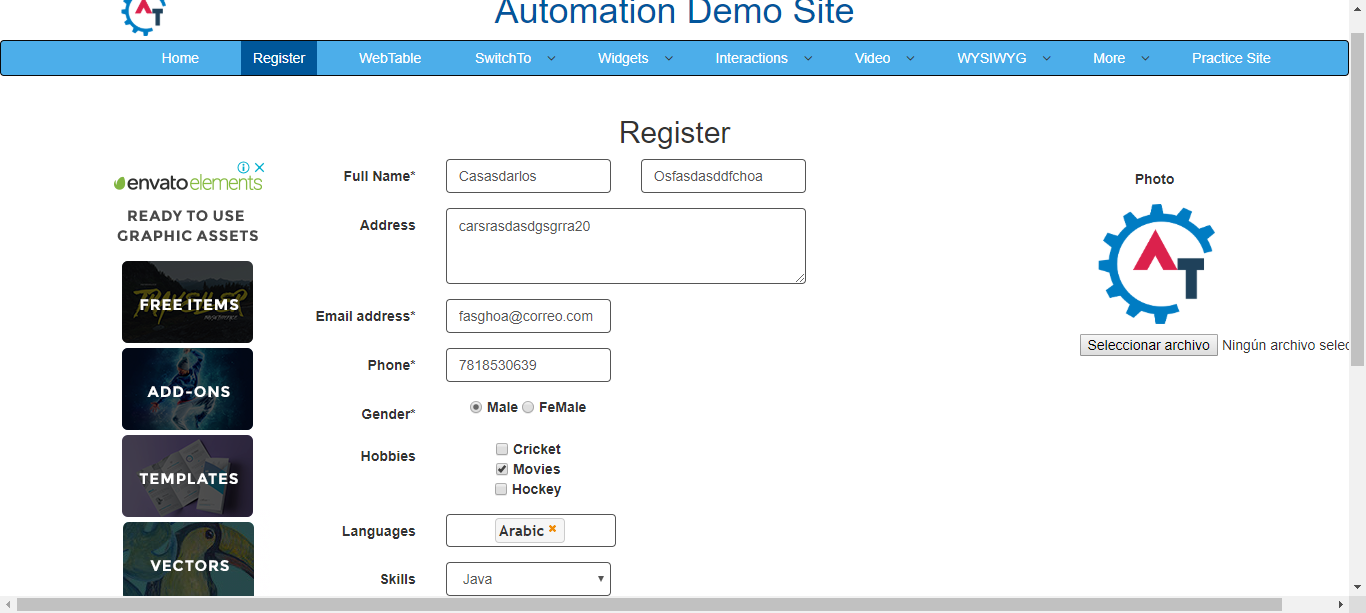 Automation Demo Site
Home Register WebTable SwitchTo Widgets Interactions Video WYSIWYG More Practice Site
Register
envato elements
READY TO USE
GRAPHIC ASSETS
FREE ITEMS
ADD-ONS
TEMPLATES
VECTORS
Full Name* Casasdarlos Osfasdasddfchoa
Address carsrasdasdgsgrra20
Email address* fasghoa@correo.com
Phone* 7818530639
Gender* Male FeMale
Hobbies Cricket
Movies
Hockey
Languages Arabic
Skills Java
Photo
AT
Seleccionar archivo Ningún archivo selec